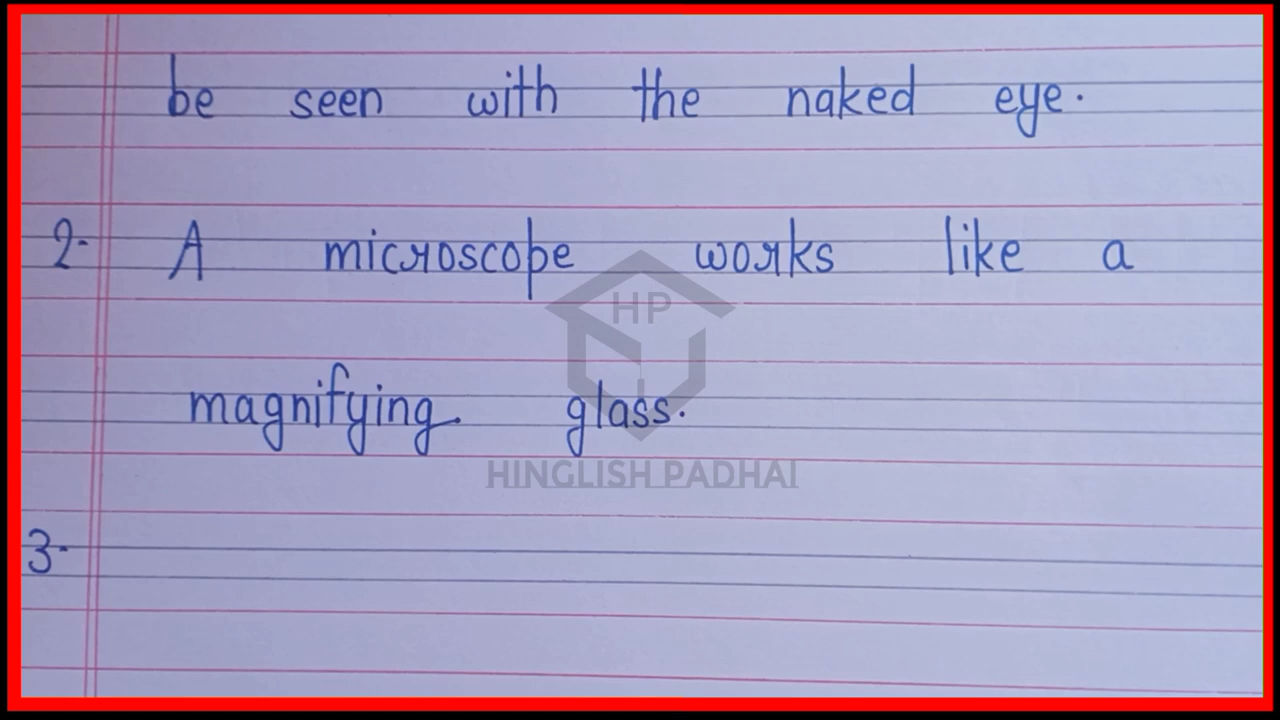 be seen with the naked eye.
2- A microscope works like a
HP
magnifying glass.
HINGLISH PADHAI
3-